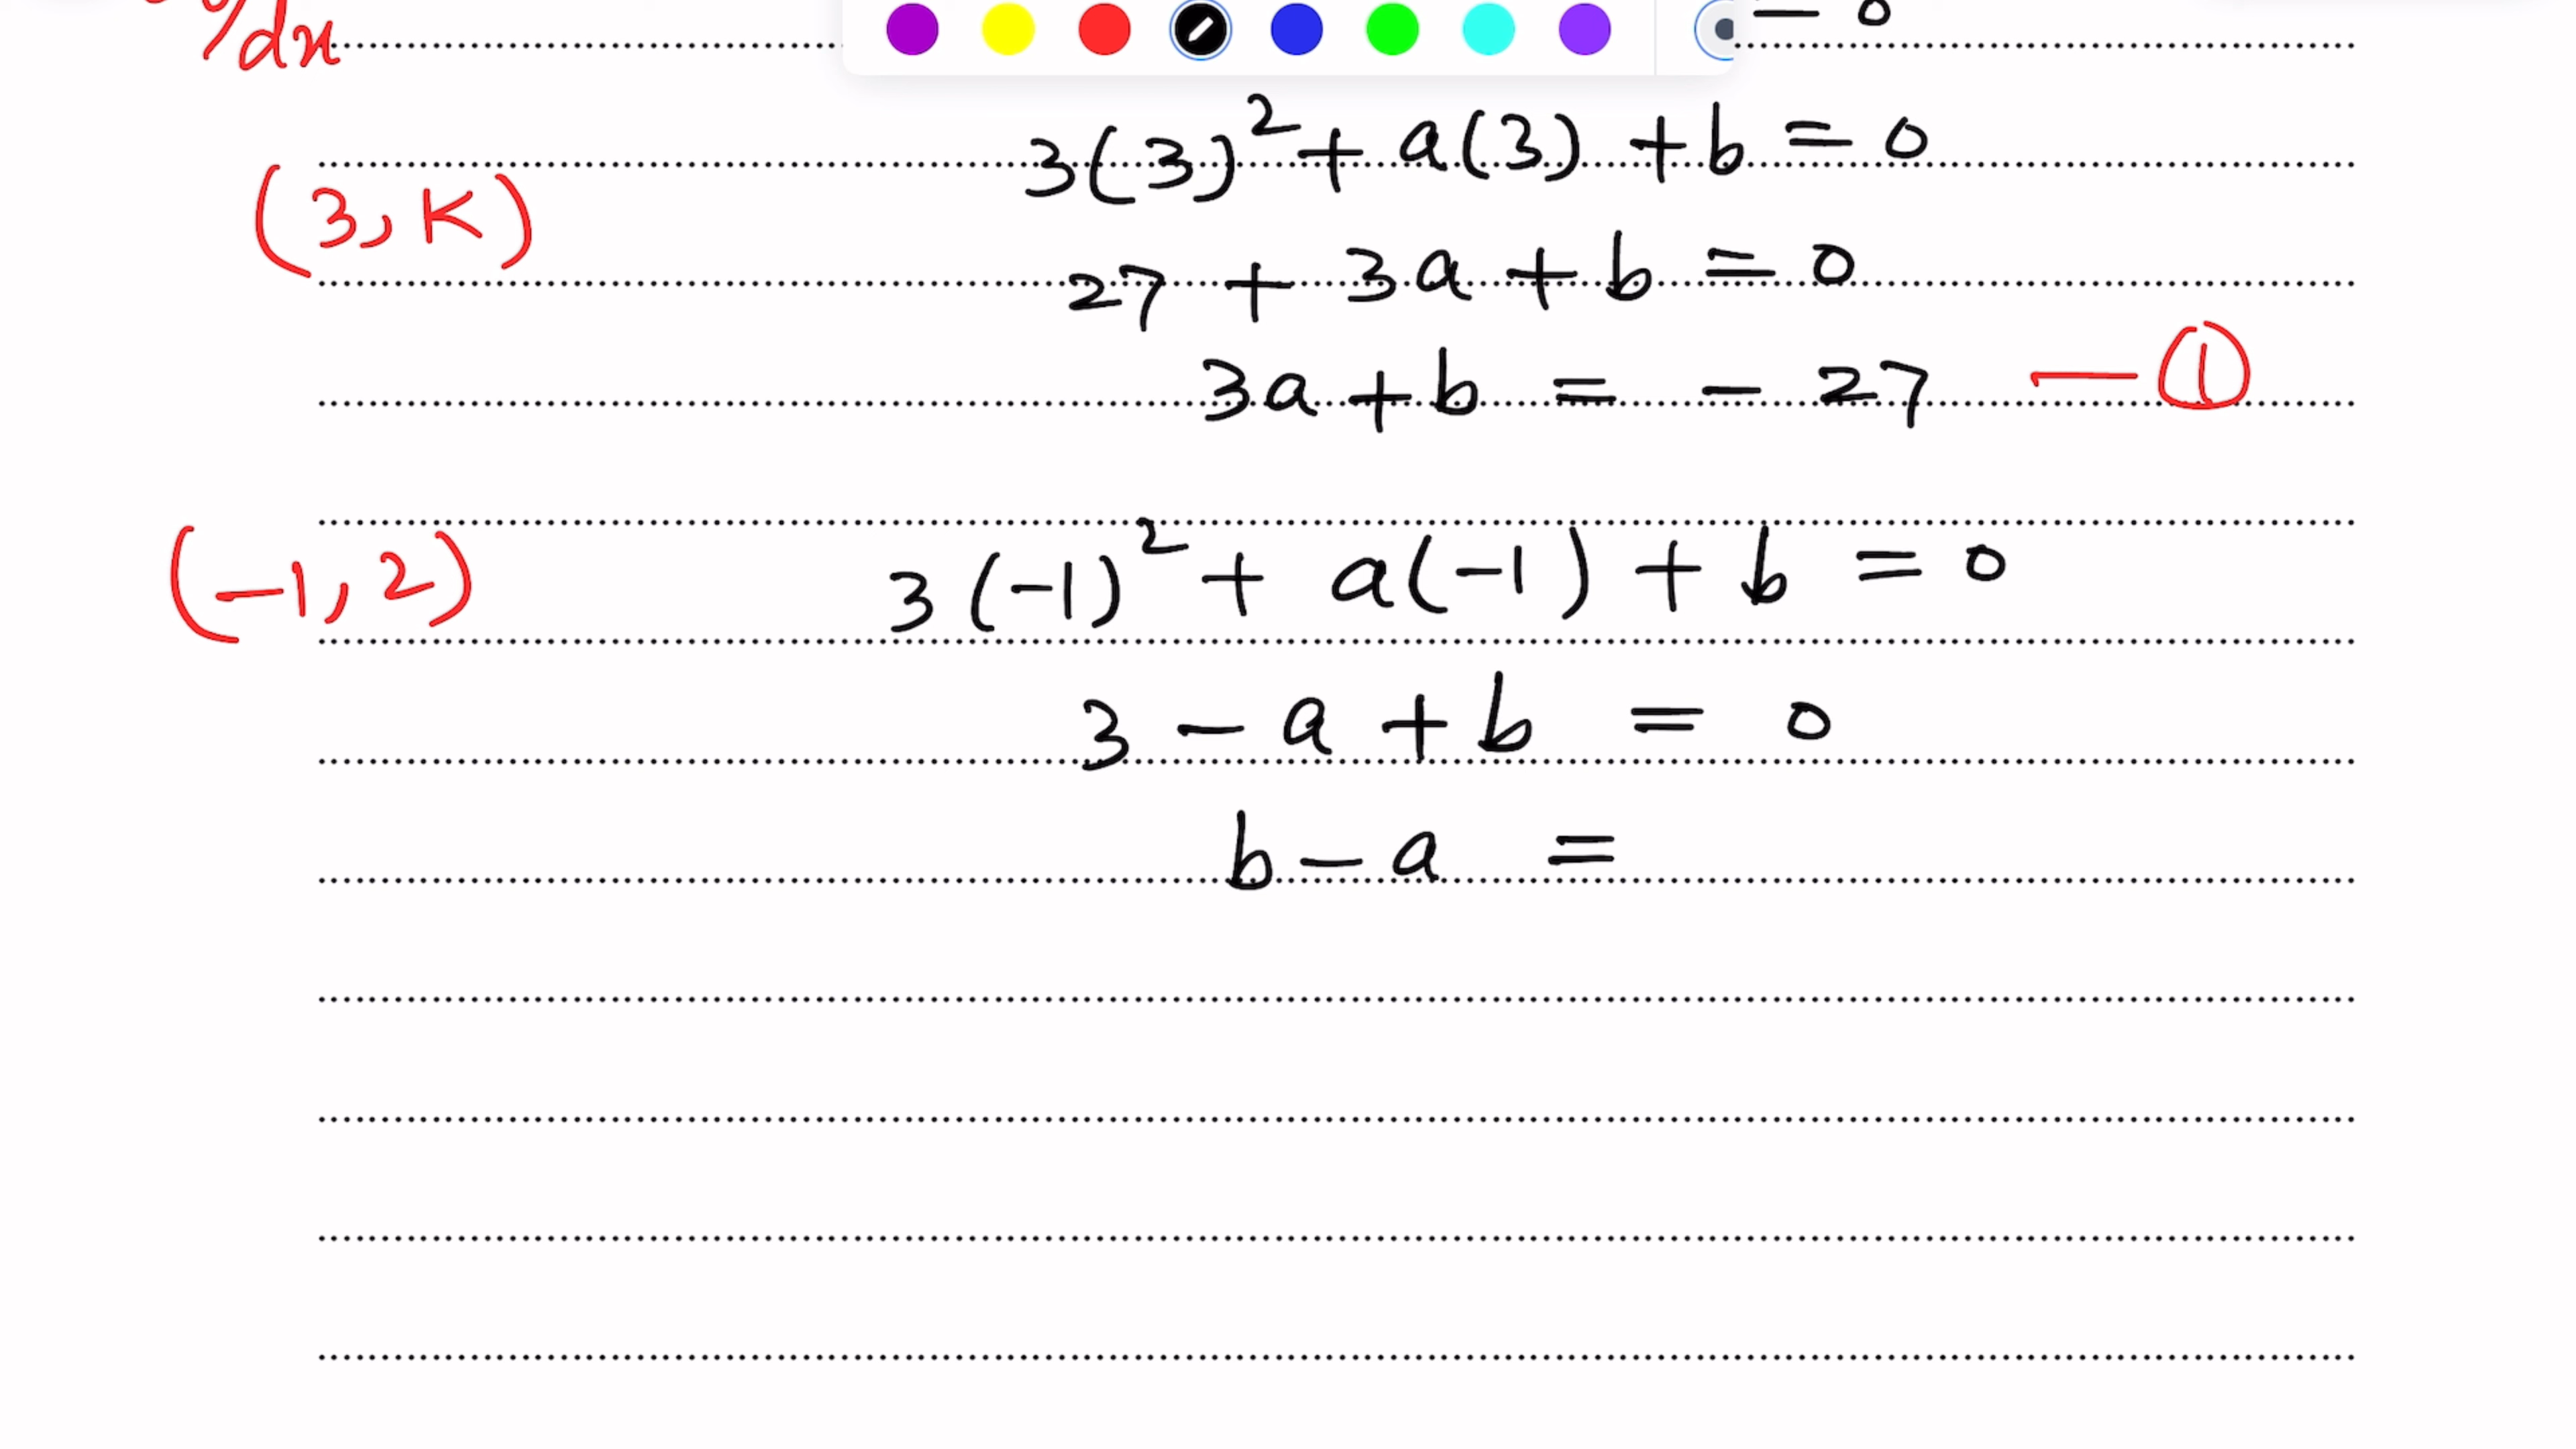 /dx
= 0
3(3)² + a(3) + b = 0
(3, K)
27 + 3a + b = 0
3a + b = - 27 — ①
(-1, 2)
3(-1)² + a(-1) + b = 0
3 - a + b = 0
b - a =